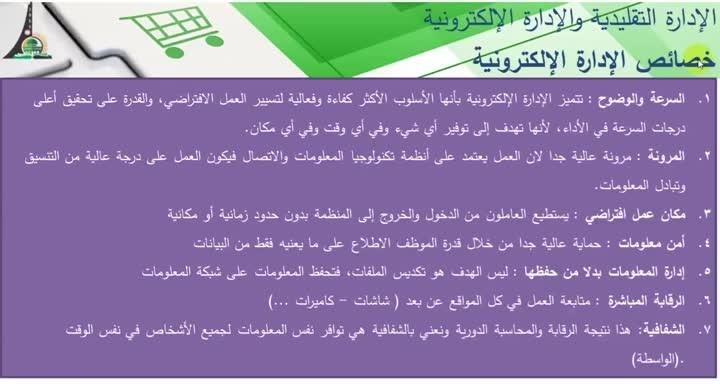 الإدارة التقليدية والإدارة الإلكترونية
خصائص الإدارة الإلكترونية
١. السرعة والوضوح : تتميز الإدارة الإلكترونية بأنها الأسلوب الأكثر كفاءة وفعالية لتسيير العمل الافتراضي، والقدرة على تحقيق أعلى
درجات السرعة في الأداء، لأنها تهدف إلى توفير أي شيء وفي أي وقت وفي أي مكان.
٢. المرونة : مرونة عالية جدا لان العمل يعتمد على أنظمة تكنولوجيا المعلومات والاتصال فيكون العمل على درجة عالية من التنسيق
وتبادل المعلومات.
٣. مكان عمل افتراضي : يستطيع العاملون من الدخول والخروج إلى المنظمة بدون حدود زمانية أو مكانية
٤. أمن معلومات : حماية عالية جدا من خلال قدرة الموظف الاطلاع على ما يعنيه فقط من البيانات
٥. إدارة المعلومات بدلا من حفظها : ليس الهدف هو تكديس الملفات، فتحفظ المعلومات على شبكة المعلومات
٦. الرقابة المباشرة : متابعة العمل في كل المواقع عن بعد ( شاشات – كاميرات ...)
٧. الشفافية: هذا نتيجة الرقابة والمحاسبة الدورية ونعني بالشفافية هي توافر نفس المعلومات لجميع الأشخاص في نفس الوقت
.(الواسطة)